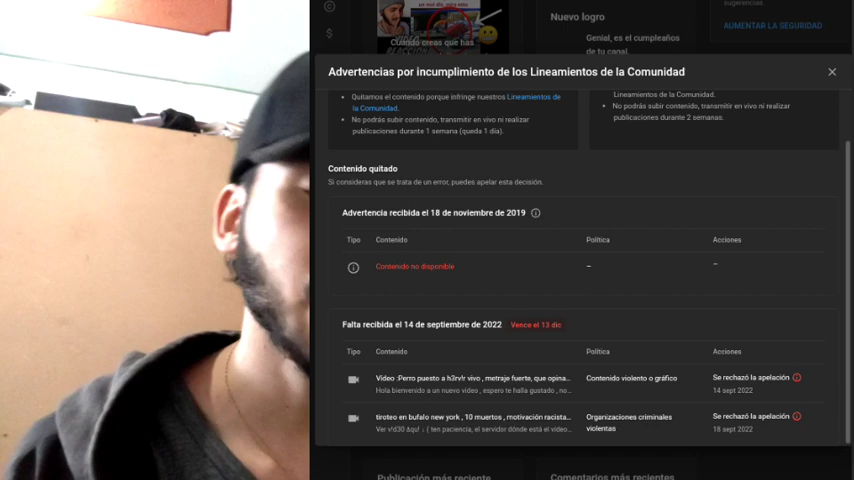 un mal día, mira esta
Cuando creas que has
Nuevo logro
Genial, es el cumpleaños
de tu canal.
sugerencias.
AUMENTAR LA SEGURIDAD
Advertencias por incumplimiento de los Lineamientos de la Comunidad
Quitamos el contenido porque infringe nuestros Lineamientos de
la Comunidad.
No podrás subir contenido, transmitir en vivo ni realizar
publicaciones durante 1 semana (queda 1 día).
Lineamientos de la Comunidad.
No podrás subir contenido, transmitir en vivo ni realizar
publicaciones durante 2 semanas.
Contenido quitado
Si consideras que se trata de un error, puedes apelar esta decisión.
Advertencia recibida el 18 de noviembre de 2019
Tipo Contenido Política Acciones
Contenido no disponible – –
Falta recibida el 14 de septiembre de 2022 Vence el 13 dic
Tipo Contenido Política Acciones
Video :Perro puesto a h3rv!r vivo , metraje fuerte, que opina... Contenido violento o gráfico Se rechazó la apelación
Hola bienvenido a un nuevo video , espero te halla gustado , no... 14 sept 2022
tiroteo en bufalo new york , 10 muertos , motivación racista... Organizaciones criminales Se rechazó la apelación
Ver v!d30 &qu! ↓ ( ten paciencia, el servidor dónde está el video... violentas 18 sept 2022
Publicación más reciente
Comentarios más recientes